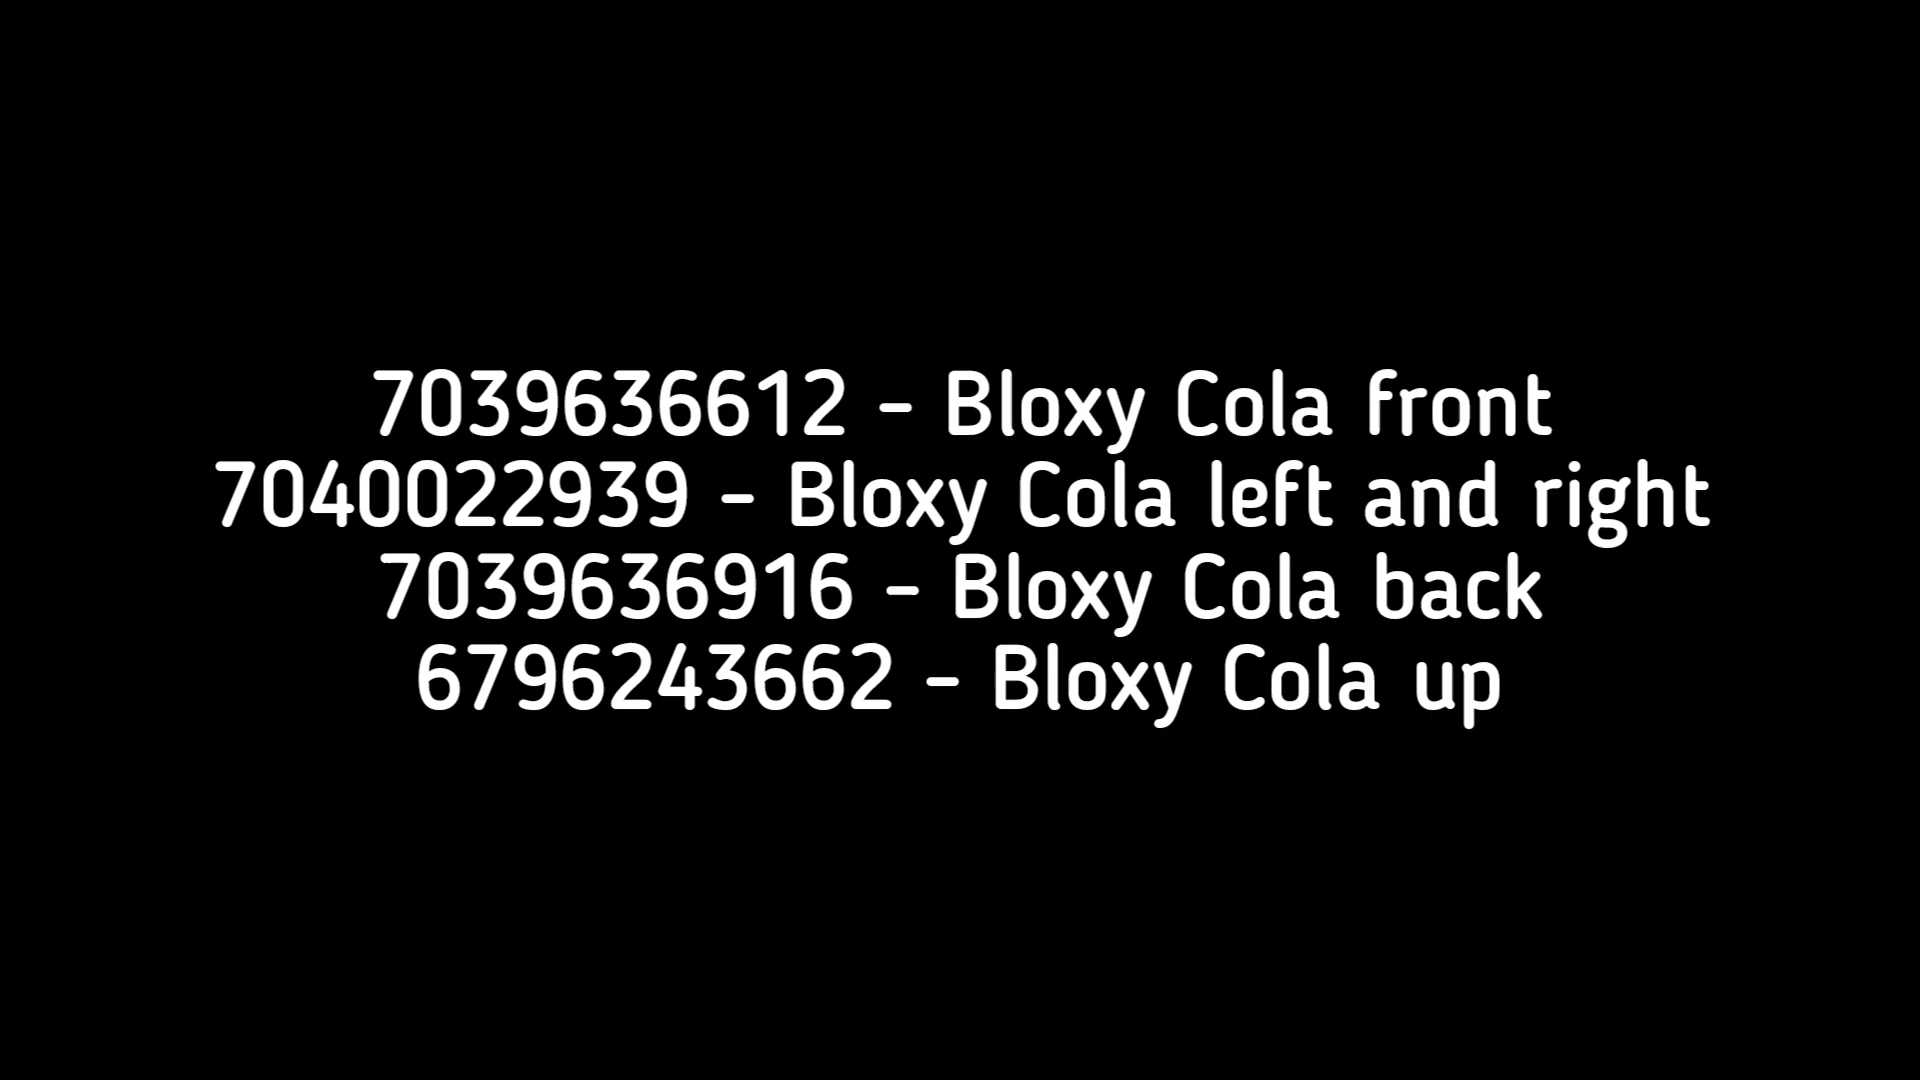 7039636612 - Bloxy Cola front
7040022939 - Bloxy Cola left and right
7039636916 - Bloxy Cola back
6796243662 - Bloxy Cola up